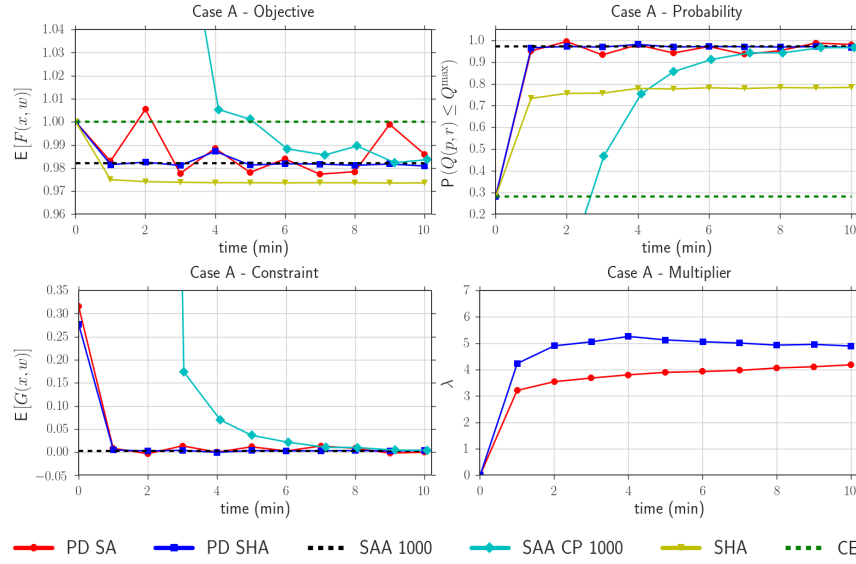 Case A - Objective
1.04
1.03
1.02
1.01
1.00
0.99
0.98
0.97
0.96
E [F(x, w)]
0 2 4 6 8 10
time (min)
Case A - Probability
1.0
0.9
0.8
0.7
0.6
0.5
0.4
0.3
0.2
P (Q(p, r) ≤ Q^max)
0 2 4 6 8 10
time (min)
Case A - Constraint
0.35
0.30
0.25
0.20
0.15
0.10
0.05
0.00
−0.05
E [G(x, w)]
0 2 4 6 8 10
time (min)
Case A - Multiplier
7
6
5
4
3
2
1
0
λ
0 2 4 6 8 10
time (min)
PD SA PD SHA SAA 1000 SAA CP 1000 SHA CE